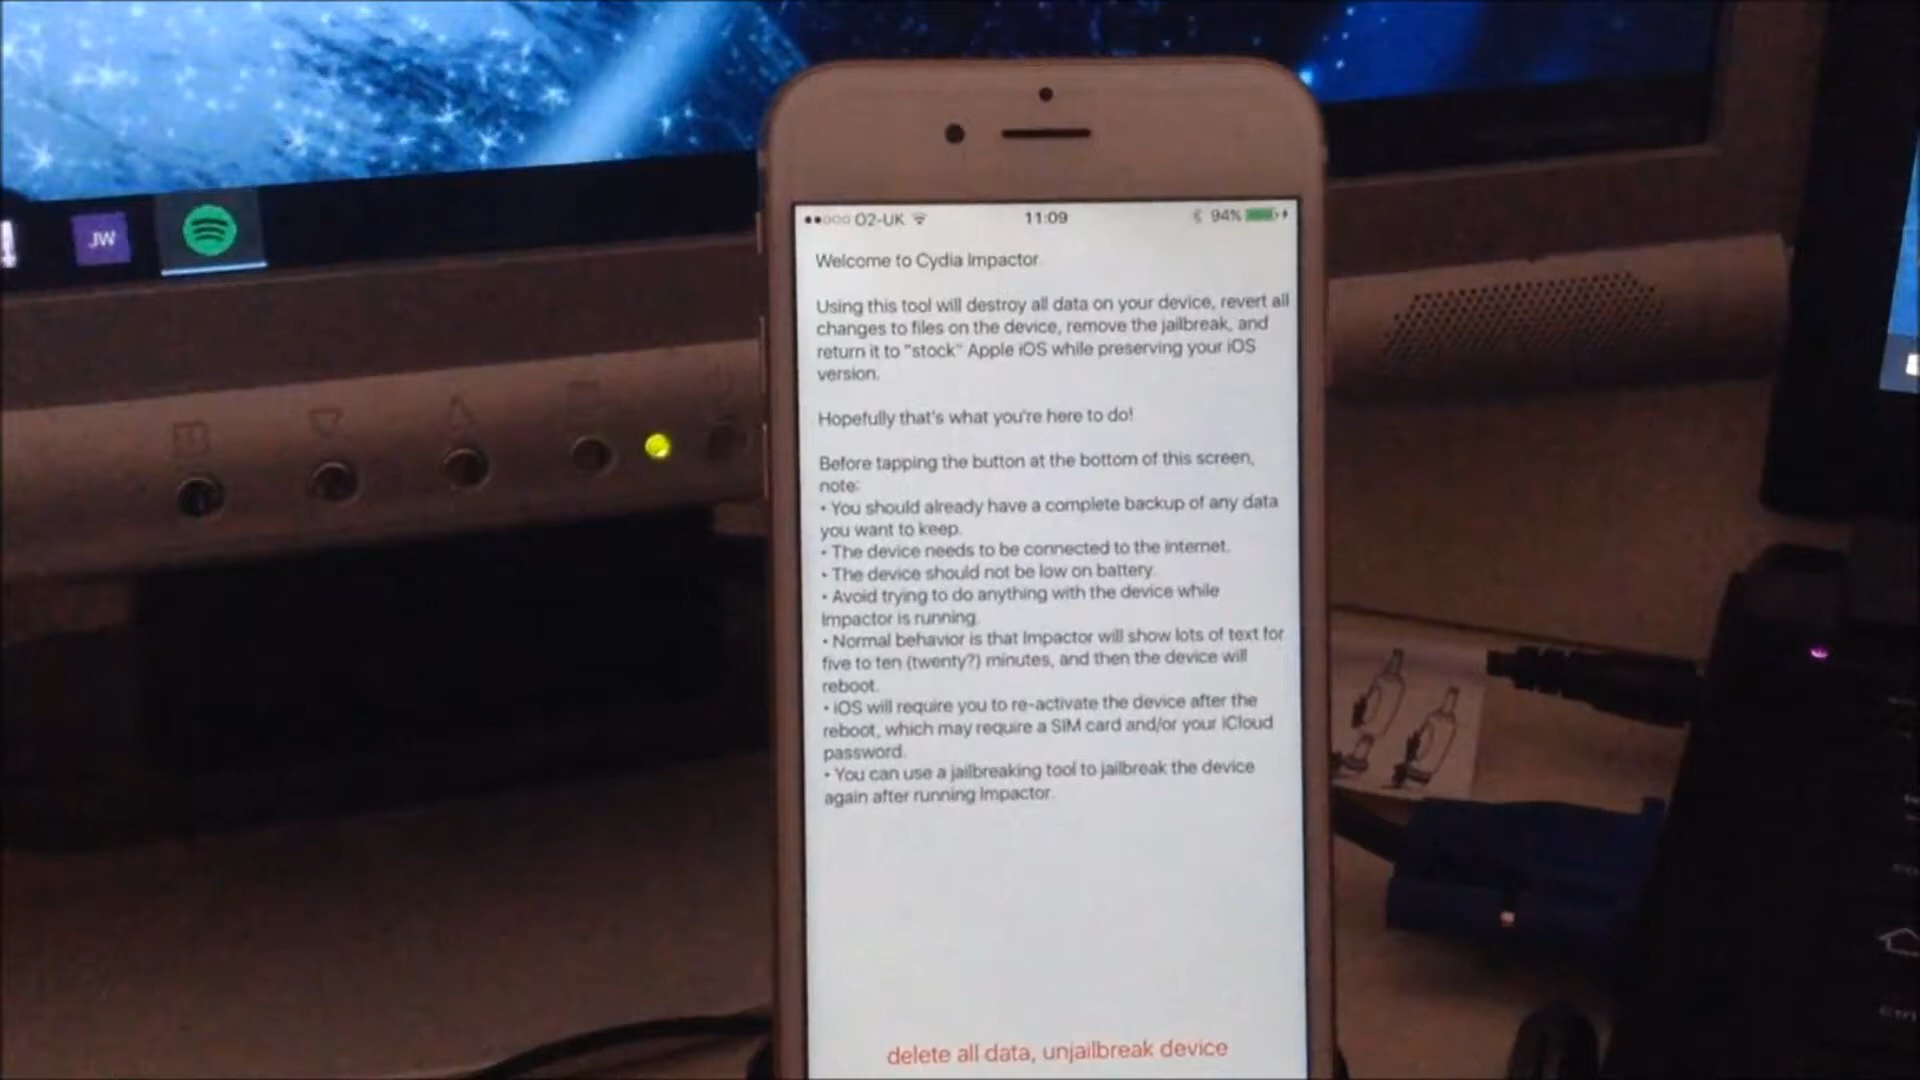 JW
O2-UK 11:09 94%
Welcome to Cydia Impactor.
Using this tool will destroy all data on your device, revert all
changes to files on the device, remove the jailbreak, and
return it to "stock" Apple iOS while preserving your iOS
version.
Hopefully that's what you're here to do!
Before tapping the button at the bottom of this screen,
note:
• You should already have a complete backup of any data
you want to keep.
• The device needs to be connected to the internet.
• The device should not be low on battery.
• Avoid trying to do anything with the device while
Impactor is running.
• Normal behavior is that Impactor will show lots of text for
five to ten (twenty?) minutes, and then the device will
reboot.
• iOS will require you to re-activate the device after the
reboot, which may require a SIM card and/or your iCloud
password.
• You can use a jailbreaking tool to jailbreak the device
again after running Impactor.
delete all data, unjailbreak device
Ctrl